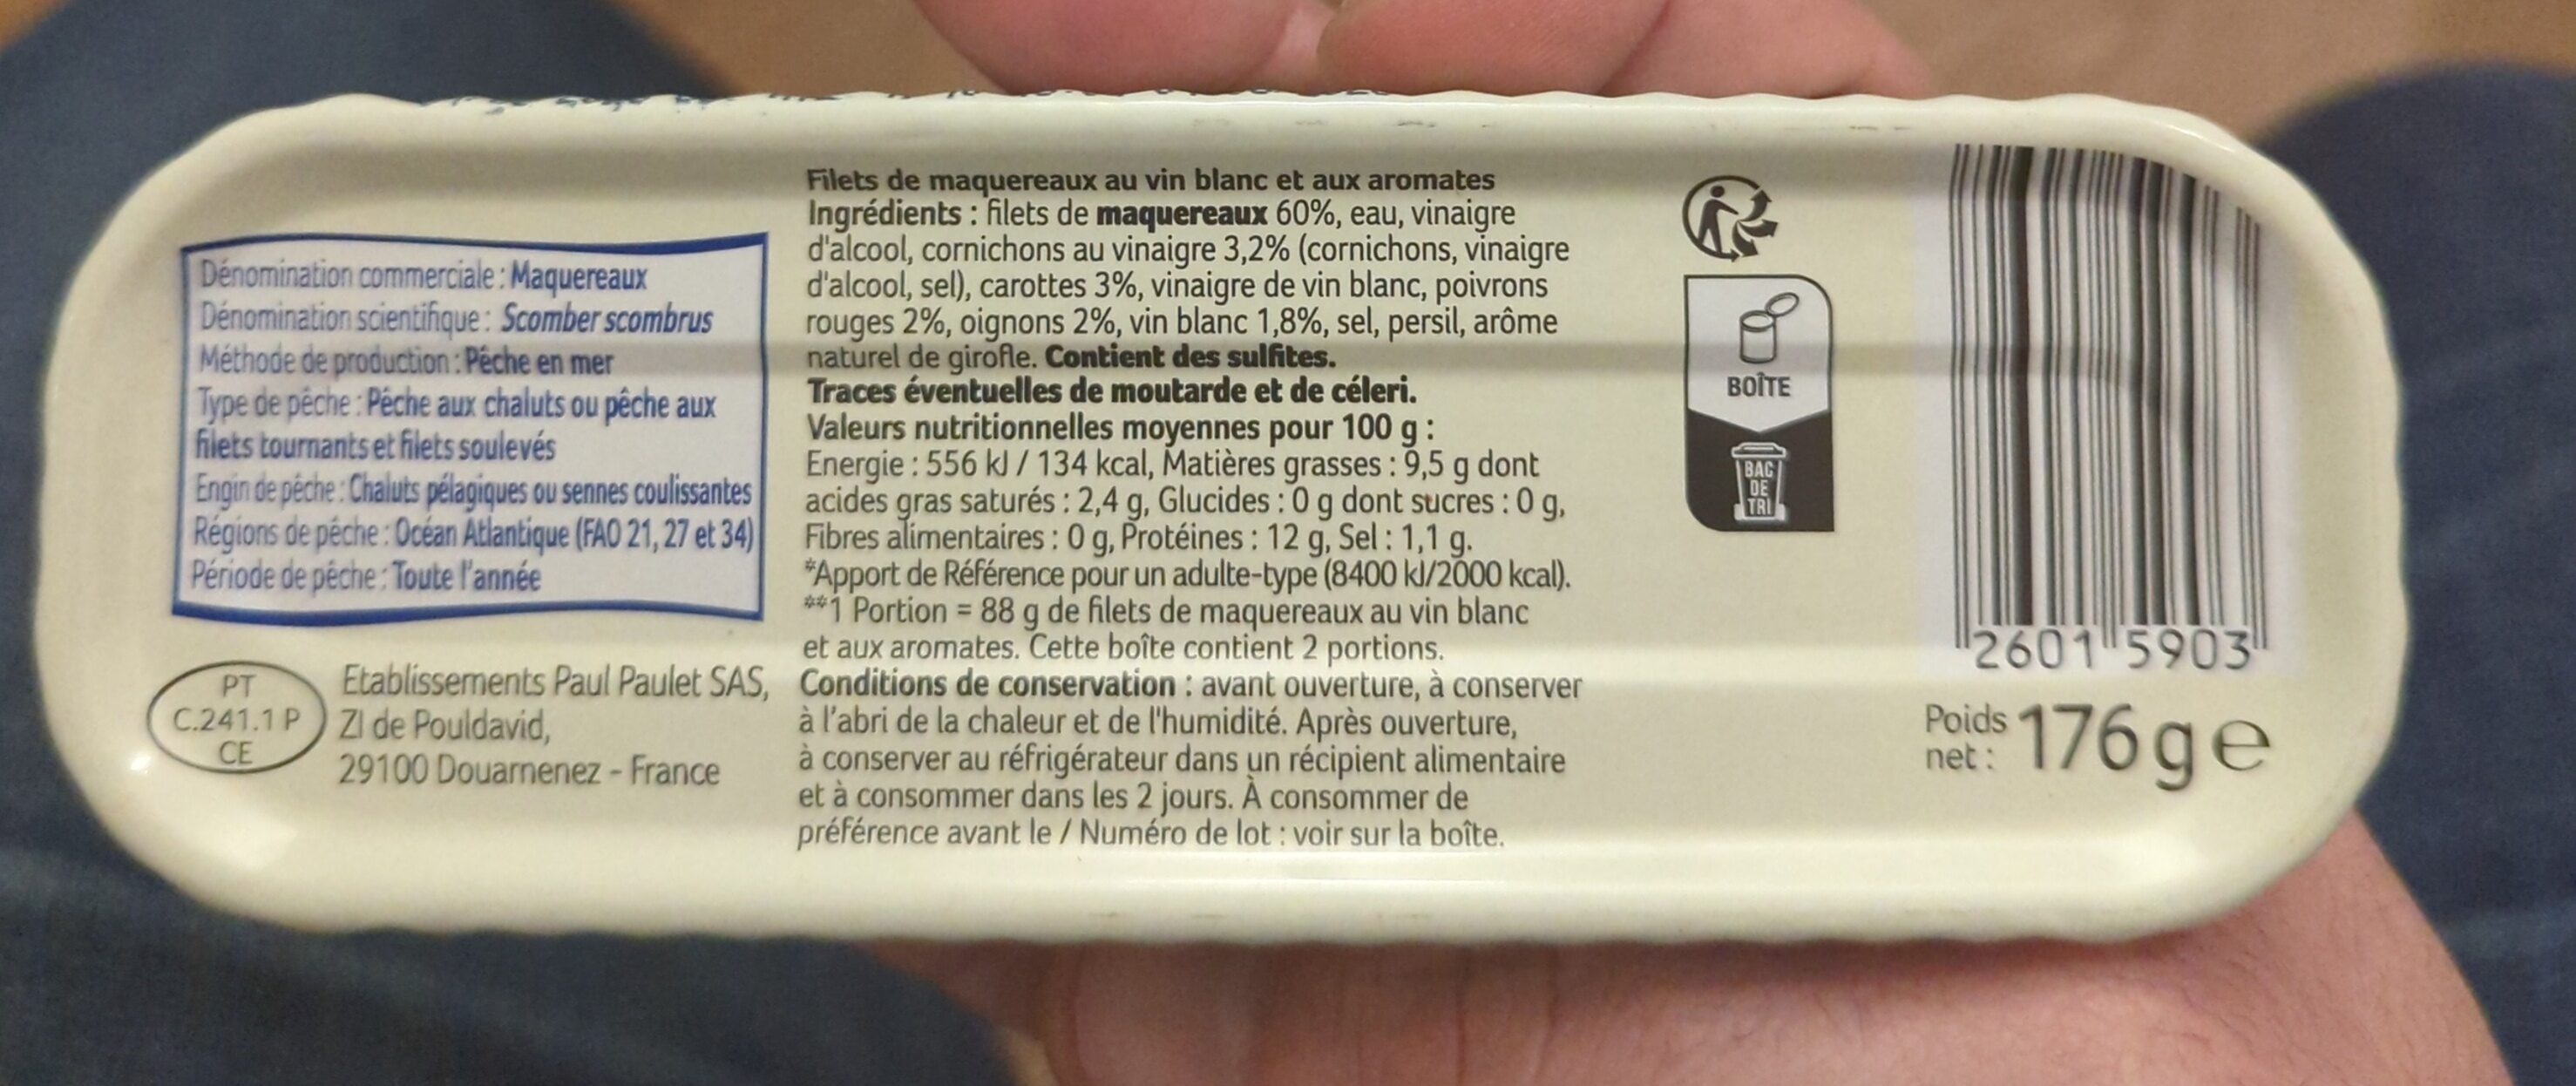 Dénomination commerciale : Maquereaux
Dénomination scientifique : Scomber scombrus
Méthode de production : Pêche en mer
Type de pêche : Pêche aux chaluts ou pêche aux
filets tournants et filets soulevés
Engin de pêche : Chaluts pélagiques ou sennes coulissantes
Régions de pêche : Océan Atlantique (FAO 21, 27 et 34)
Période de pêche : Toute l'année
PT
C.241.1 P
CE
Etablissements Paul Paulet SAS,
ZI de Pouldavid,
29100 Douarnenez - France
Filets de maquereaux au vin blanc et aux aromates
Ingrédients : filets de maquereaux 60%, eau, vinaigre
d'alcool, cornichons au vinaigre 3,2% (cornichons, vinaigre
d'alcool, sel), carottes 3%, vinaigre de vin blanc, poivrons
rouges 2%, oignons 2%, vin blanc 1,8%, sel, persil, arôme
naturel de girofle. Contient des sulfites.
Traces éventuelles de moutarde et de céleri.
Valeurs nutritionnelles moyennes pour 100 g :
Energie : 556 kJ / 134 kcal, Matières grasses : 9,5 g dont
acides gras saturés : 2,4 g, Glucides : 0 g dont sucres : 0 g,
Fibres alimentaires : 0 g, Protéines : 12 g, Sel : 1,1 g.
*Apport de Référence pour un adulte-type (8400 kJ/2000 kcal).
**1 Portion = 88 g de filets de maquereaux au vin blanc
et aux aromates. Cette boîte contient 2 portions.
Conditions de conservation : avant ouverture, à conserver
à l'abri de la chaleur et de l'humidité. Après ouverture,
à conserver au réfrigérateur dans un récipient alimentaire
et à consommer dans les 2 jours. À consommer de
préférence avant le / Numéro de lot : voir sur la boîte.
BOÎTE
BAC
DE
TRI
2601 5903
Poids
net : 176 g e